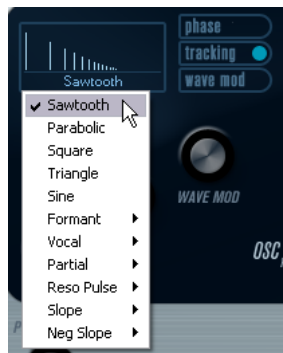 phase
tracking
wave mod
Sawtooth
Sawtooth
Parabolic
Square
Triangle
Sine
Formant
Vocal
Partial
Reso Pulse
Slope
Neg Slope
WAVE MOD
OSC